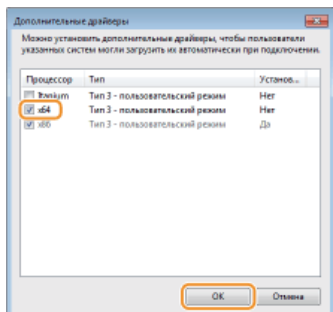 Дополнительные драйверы
Можно установить дополнительные драйверы, чтобы пользователи
указанных систем могли загрузить их автоматически при подключении.
Процессор Тип Установ...
Itanium Тип 3 - пользовательский режим Нет
x64 Тип 3 - пользовательский режим Нет
x86 Тип 3 - пользовательский режим Да
OK Отмена